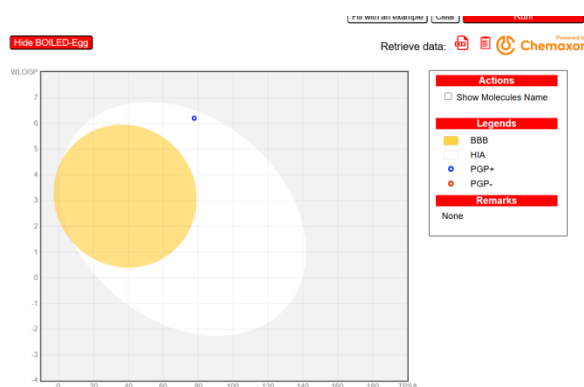 Fill with an example Clear Run!
Hide BOILED-Egg
Retrieve data:
Powered by
Chemaxon
WLOGP
7
6
5
4
3
2
1
0
-1
-2
-3
-4
0 20 40 60 80 100 120 140 160 180 TPSA
Actions
Show Molecules Name
Legends
BBB
HIA
PGP+
PGP-
Remarks
None